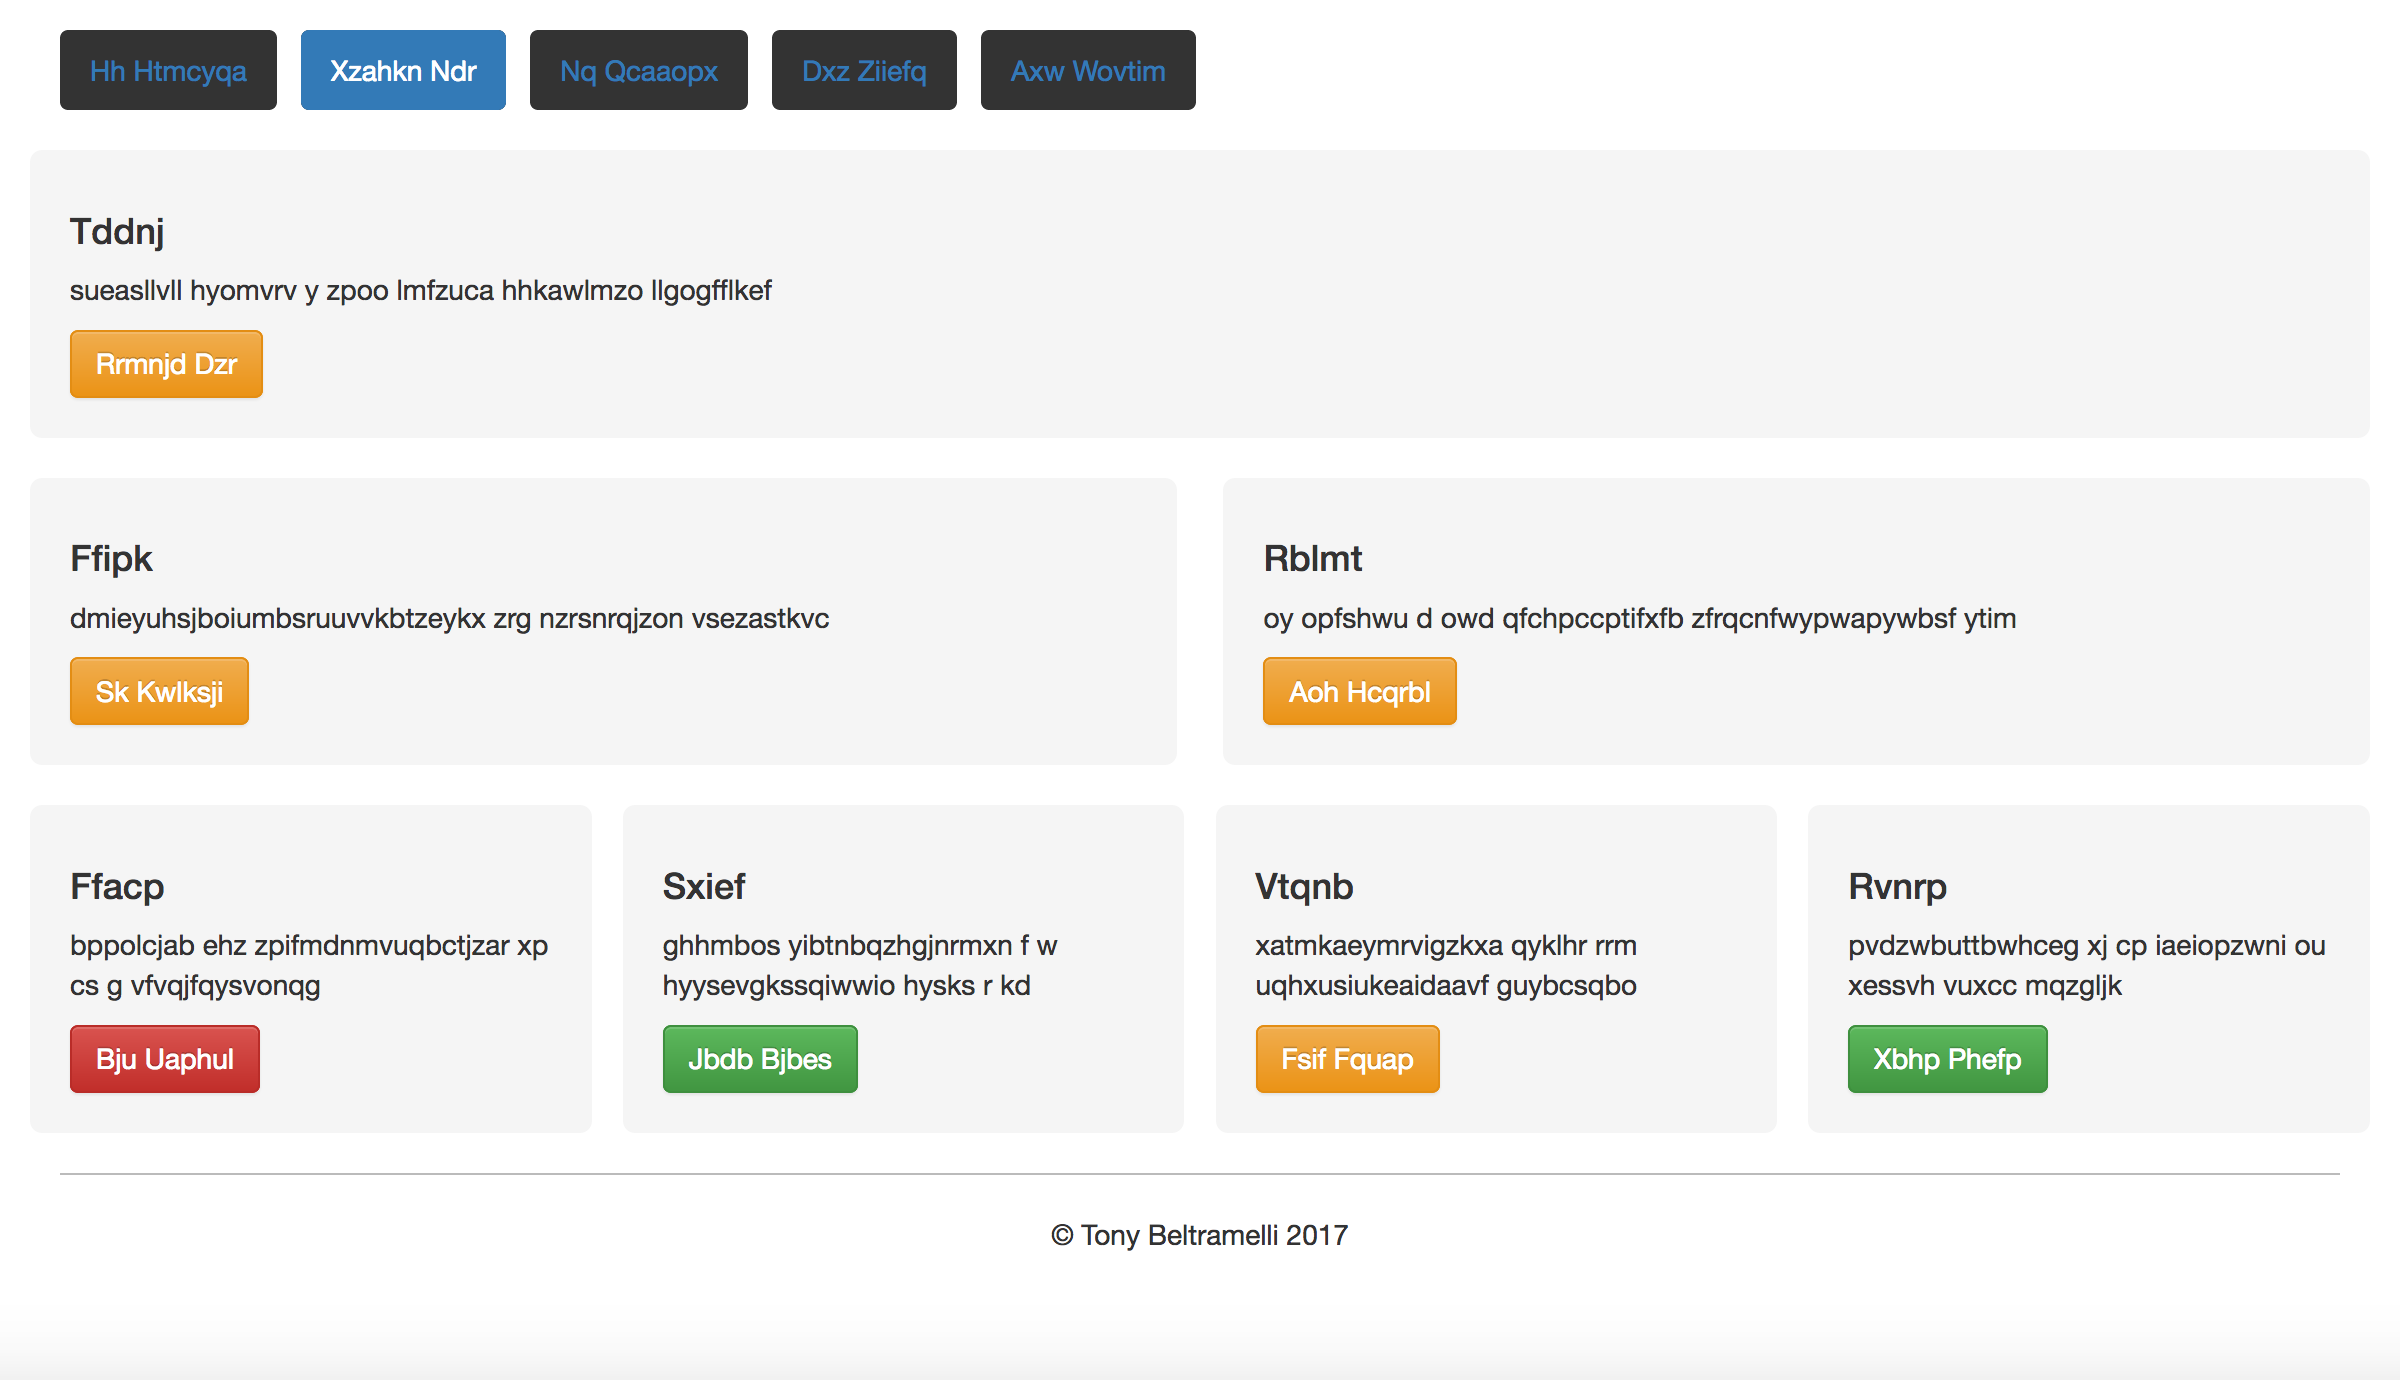 Hh Htmcyqa
Xzahkn Ndr
Nq Qcaaopx
Dxz Ziiefq
Axw Wovtim
Tddnj
sueasllvll hyomvrv y zpoo lmfzuca hhkawlmzo llgogfflkef
Rrmnjd Dzr
Ffipk
dmieyuhsjboiumbsruuvvkbtzeykx zrg nzrsnrqjzon vsezastkvc
Sk Kwlksji
Rblmt
oy opfshwu d owd qfchpccptifxfb zfrqcnfwypwapywbsf ytim
Aoh Hcqrbl
Ffacp
bppolcjab ehz zpifmdnmvuqbctjzar xp
cs g vfvqjfqysvonqg
Bju Uaphul
Sxief
ghhmbos yibtnbqzhgjnrmxn f w
hyysevgkssqiwwio hysks r kd
Jbdb Bjbes
Vtqnb
xatmkaeymrvigzkxa qyklhr rrm
uqhxusiukeaidaavf guybcsqbo
Fsif Fquap
Rvnrp
pvdzwbuttbwhceg xj cp iaeiopzwni ou
xessvh vuxcc mqzgljk
Xbhp Phefp
© Tony Beltramelli 2017